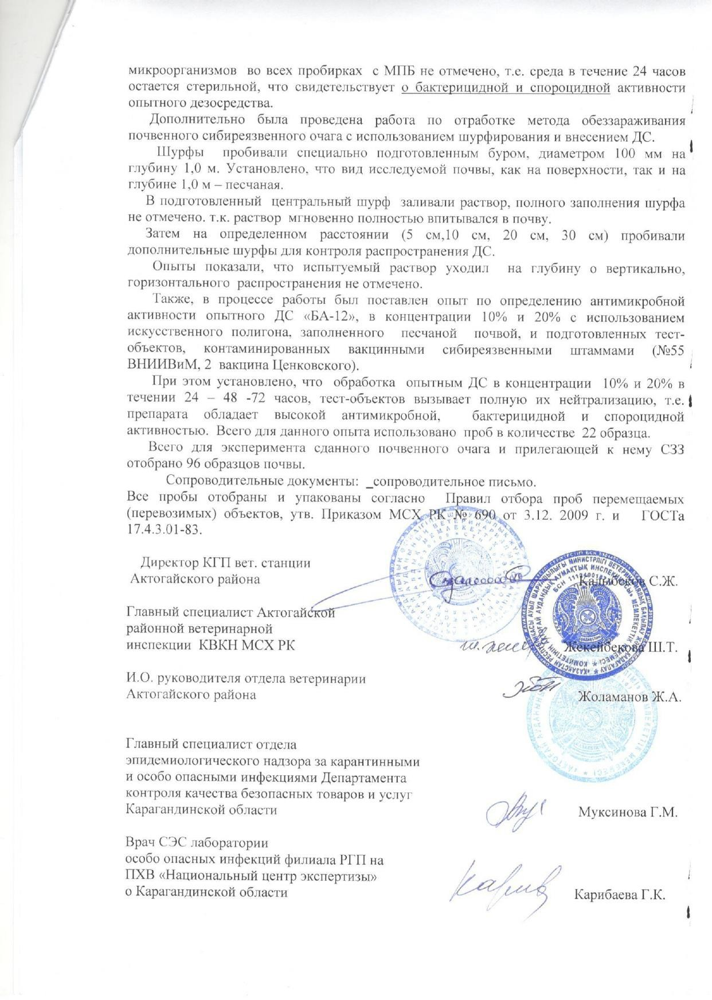 микроорганизмов во всех пробирках с МПБ не отмечено, т.е. среда в течение 24 часов
остается стерильной, что свидетельствует о бактерицидной и спороцидной активности
опытного дезосредства.
Дополнительно была проведена работа по отработке метода обеззараживания
почвенного сибиреязвенного очага с использованием шурфирования и внесением ДС.
Шурфы пробивали специально подготовленным буром, диаметром 100 мм на
глубину 1,0 м. Установлено, что вид исследуемой почвы, как на поверхности, так и на
глубине 1,0 м – песчаная.
В подготовленный центральный шурф заливали раствор, полного заполнения шурфа
не отмечено. т.к. раствор мгновенно полностью впитывался в почву.
Затем на определенном расстоянии (5 см,10 см, 20 см, 30 см) пробивали
дополнительные шурфы для контроля распространения ДС.
Опыты показали, что испытуемый раствор уходил на глубину о вертикально,
горизонтального распространения не отмечено.
Также, в процессе работы был поставлен опыт по определению антимикробной
активности опытного ДС «БА-12», в концентрации 10% и 20% с использованием
искусственного полигона, заполненного песчаной почвой, и подготовленных тест-
объектов, контаминированных вакцинными сибиреязвенными штаммами (№55
ВНИИВиМ, 2 вакцина Ценковского).
При этом установлено, что обработка опытным ДС в концентрации 10% и 20% в
течении 24 – 48 -72 часов, тест-объектов вызывает полную их нейтрализацию, т.е.
препарата обладает высокой антимикробной, бактерицидной и спороцидной
активностью. Всего для данного опыта использовано проб в количестве 22 образца.
Всего для эксперимента сданного почвенного очага и прилегающей к нему СЗЗ
отобрано 96 образцов почвы.
Сопроводительные документы: _сопроводительное письмо.
Все пробы отобраны и упакованы согласно Правил отбора проб перемещаемых
(перевозимых) объектов, утв. Приказом МСХ РК № 690 от 3.12. 2009 г. и ГОСТа
17.4.3.01-83.
Директор КГП вет. станции
Актогайского района Калыбеков С.Ж.
Главный специалист Актогайской
районной ветеринарной
инспекции КВКН МСХ РК Жекейбекова Ш.Т.
И.О. руководителя отдела ветеринарии
Актогайского района Жоламанов Ж.А.
Главный специалист отдела
эпидемиологического надзора за карантинными
и особо опасными инфекциями Департамента
контроля качества безопасных товаров и услуг
Карагандинской области Муксинова Г.М.
Врач СЭС лаборатории
особо опасных инфекций филиала РГП на
ПХВ «Национальный центр экспертизы»
о Карагандинской области Карибаева Г.К.